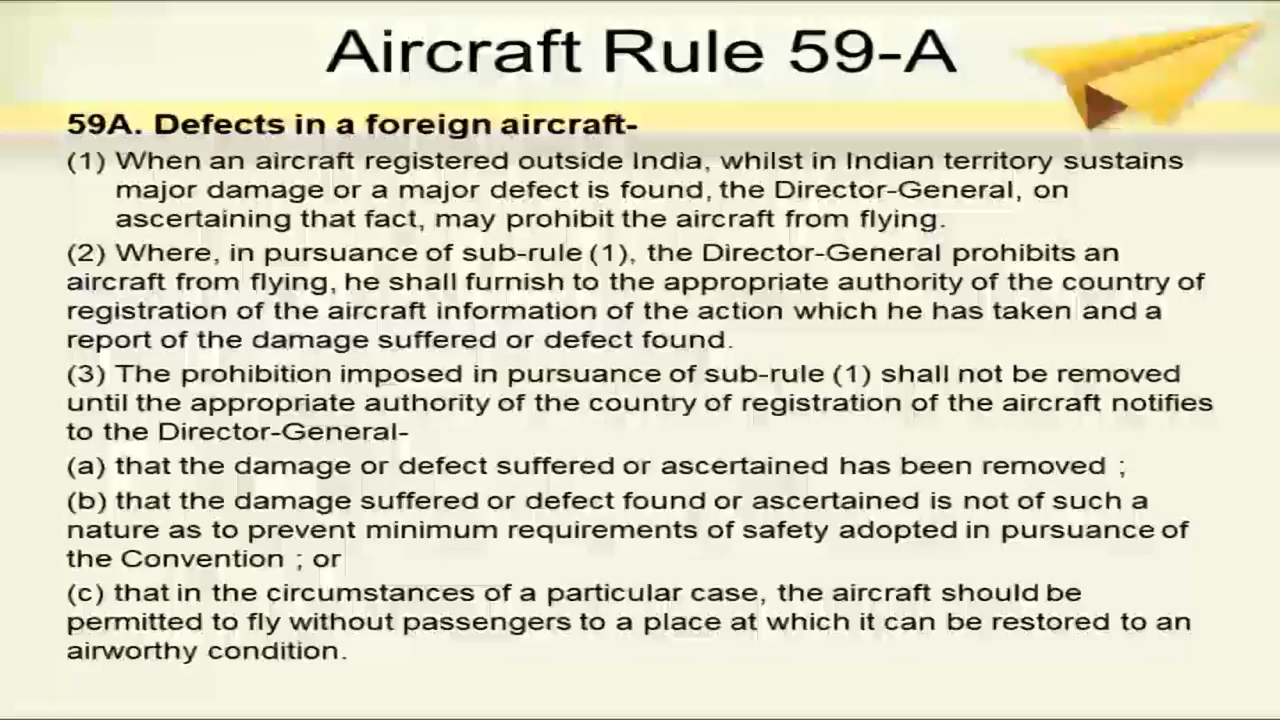 Aircraft Rule 59-A
59A. Defects in a foreign aircraft-
(1) When an aircraft registered outside India, whilst in Indian territory sustains
major damage or a major defect is found, the Director-General, on
ascertaining that fact, may prohibit the aircraft from flying.
(2) Where, in pursuance of sub-rule (1), the Director-General prohibits an
aircraft from flying, he shall furnish to the appropriate authority of the country of
registration of the aircraft information of the action which he has taken and a
report of the damage suffered or defect found.
(3) The prohibition imposed in pursuance of sub-rule (1) shall not be removed
until the appropriate authority of the country of registration of the aircraft notifies
to the Director-General-
(a) that the damage or defect suffered or ascertained has been removed ;
(b) that the damage suffered or defect found or ascertained is not of such a
nature as to prevent minimum requirements of safety adopted in pursuance of
the Convention ; or
(c) that in the circumstances of a particular case, the aircraft should be
permitted to fly without passengers to a place at which it can be restored to an
airworthy condition.